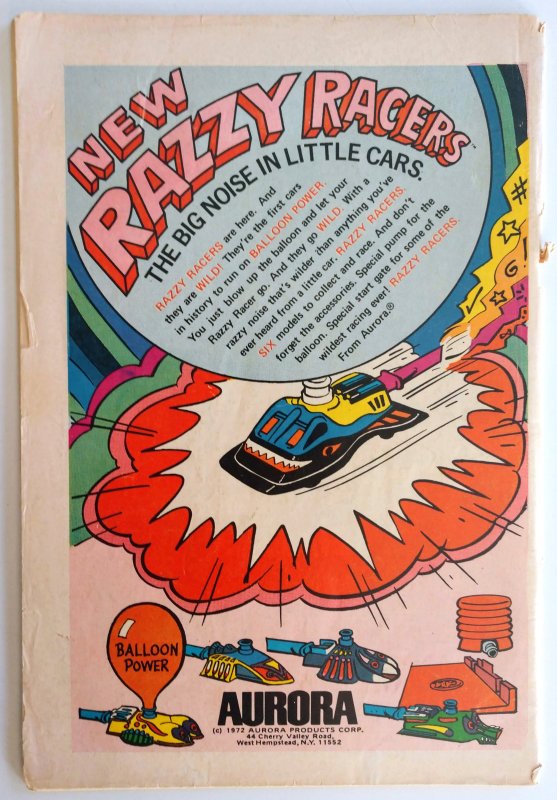 NEW
RAZZY RACERS™
THE BIG NOISE IN LITTLE CARS.
RAZZY RACERS are here. And
they are WILD! They're the first cars
in history to run on BALLOON POWER.
You just blow up the balloon and let your
Razzy Racer go. And they go WILD. With a
razzy noise that's wilder than anything you've
ever heard from a little car. RAZZY RACERS.
SIX models to collect and race. And don't
forget the accessories. Special pump for the
balloon. Special start gate for some of the
wildest racing ever! RAZZY RACERS.
From Aurora.®
BALLOON
POWER
AURORA
(c) 1972 AURORA PRODUCTS CORP.
44 Cherry Valley Road,
West Hempstead, N.Y. 11552